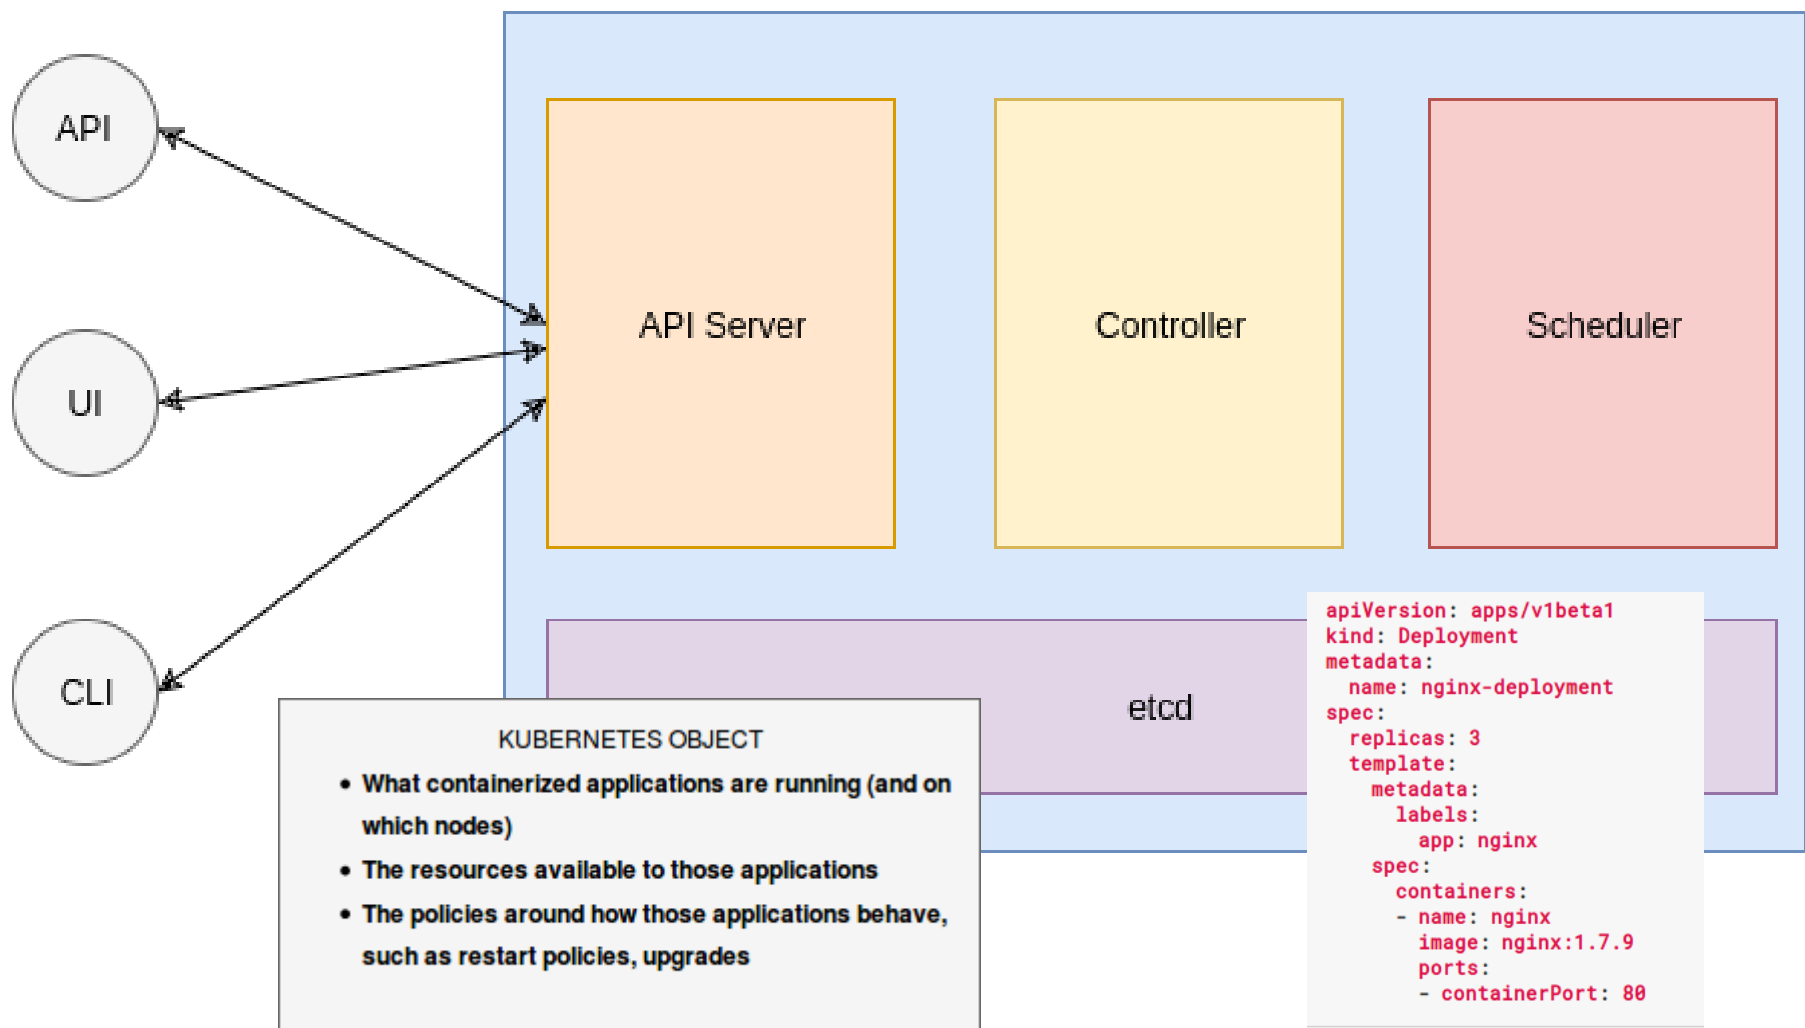 API
UI
CLI
API Server
Controller
Scheduler
etcd
KUBERNETES OBJECT
• What containerized applications are running (and on
which nodes)
• The resources available to those applications
• The policies around how those applications behave,
such as restart policies, upgrades
apiVersion: apps/v1beta1
kind: Deployment
metadata:
  name: nginx-deployment
spec:
  replicas: 3
  template:
    metadata:
      labels:
        app: nginx
    spec:
      containers:
      - name: nginx
        image: nginx:1.7.9
        ports:
        - containerPort: 80